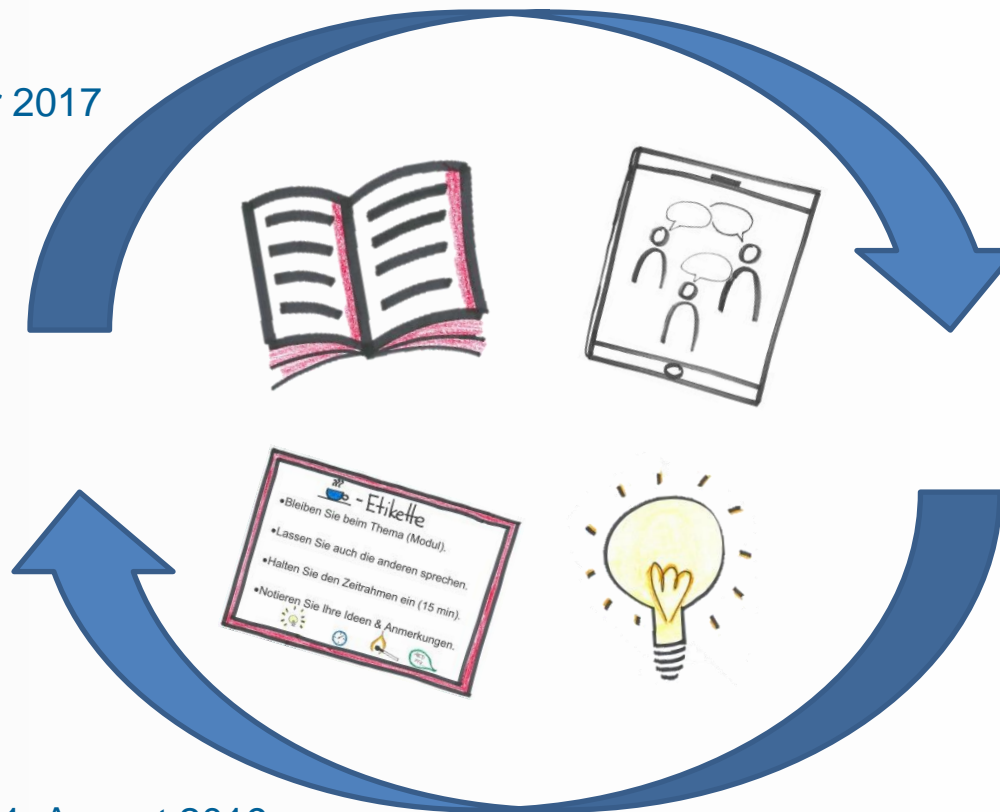 2017
- Etikette
•Bleiben Sie beim Thema (Modul).
•Lassen Sie auch die anderen sprechen.
•Halten Sie den Zeitrahmen ein (15 min).
•Notieren Sie Ihre Ideen & Anmerkungen.
August 2016